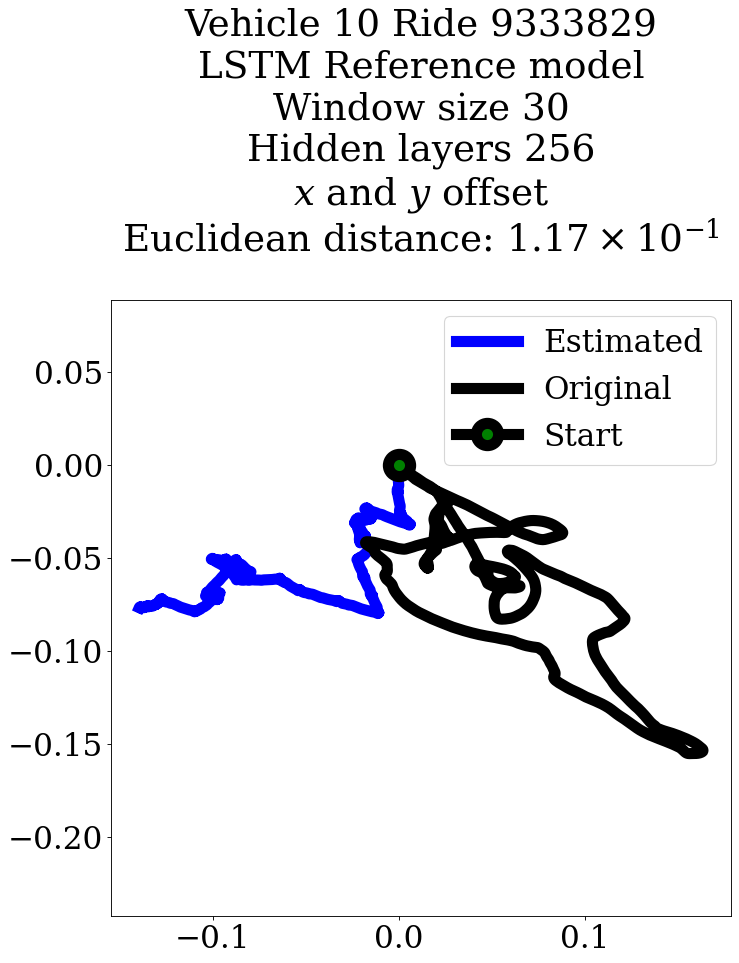 Vehicle 10 Ride 9333829
LSTM Reference model
Window size 30
Hidden layers 256
x and y offset
Euclidean distance: 1.17 × 10⁻¹
Estimated
Original
Start
0.05
0.00
−0.05
−0.10
−0.15
−0.20
−0.1 0.0 0.1